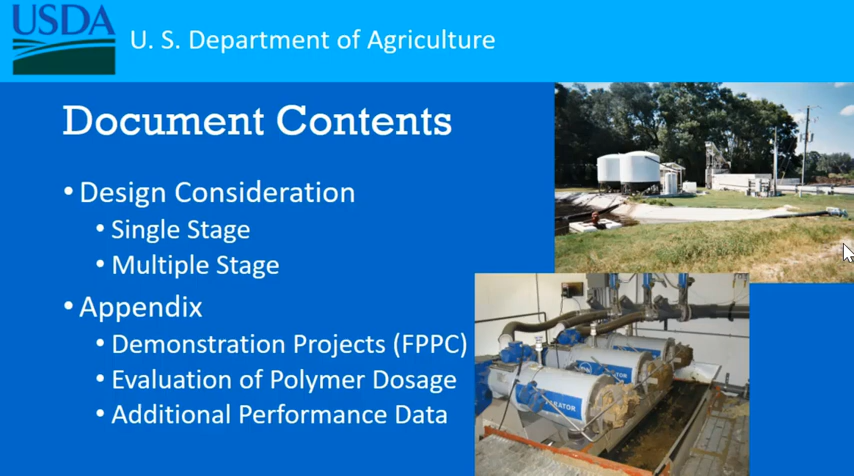 USDA
U. S. Department of Agriculture
Document Contents
• Design Consideration
• Single Stage
• Multiple Stage
• Appendix
• Demonstration Projects (FPPC)
• Evaluation of Polymer Dosage
• Additional Performance Data